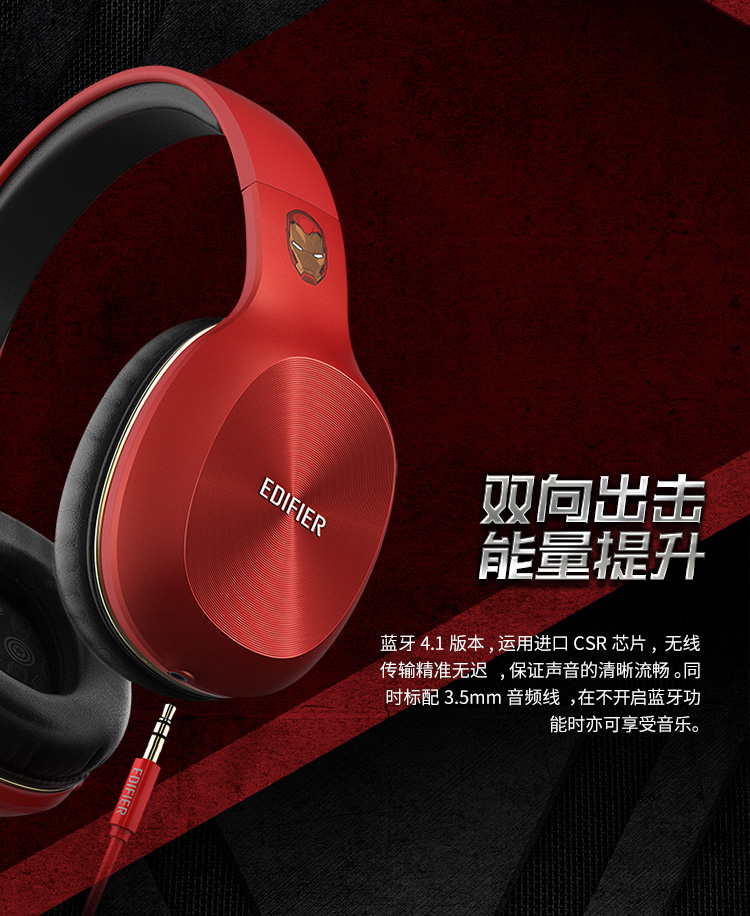 EDIFIER
双向出击
能量提升
蓝牙 4.1 版本 , 运用进口 CSR 芯片 , 无线
传输精准无迟 , 保证声音的清晰流畅 。同
时标配 3.5mm 音频线 , 在不开启蓝牙功
能时亦可享受音乐。
EDIFIER